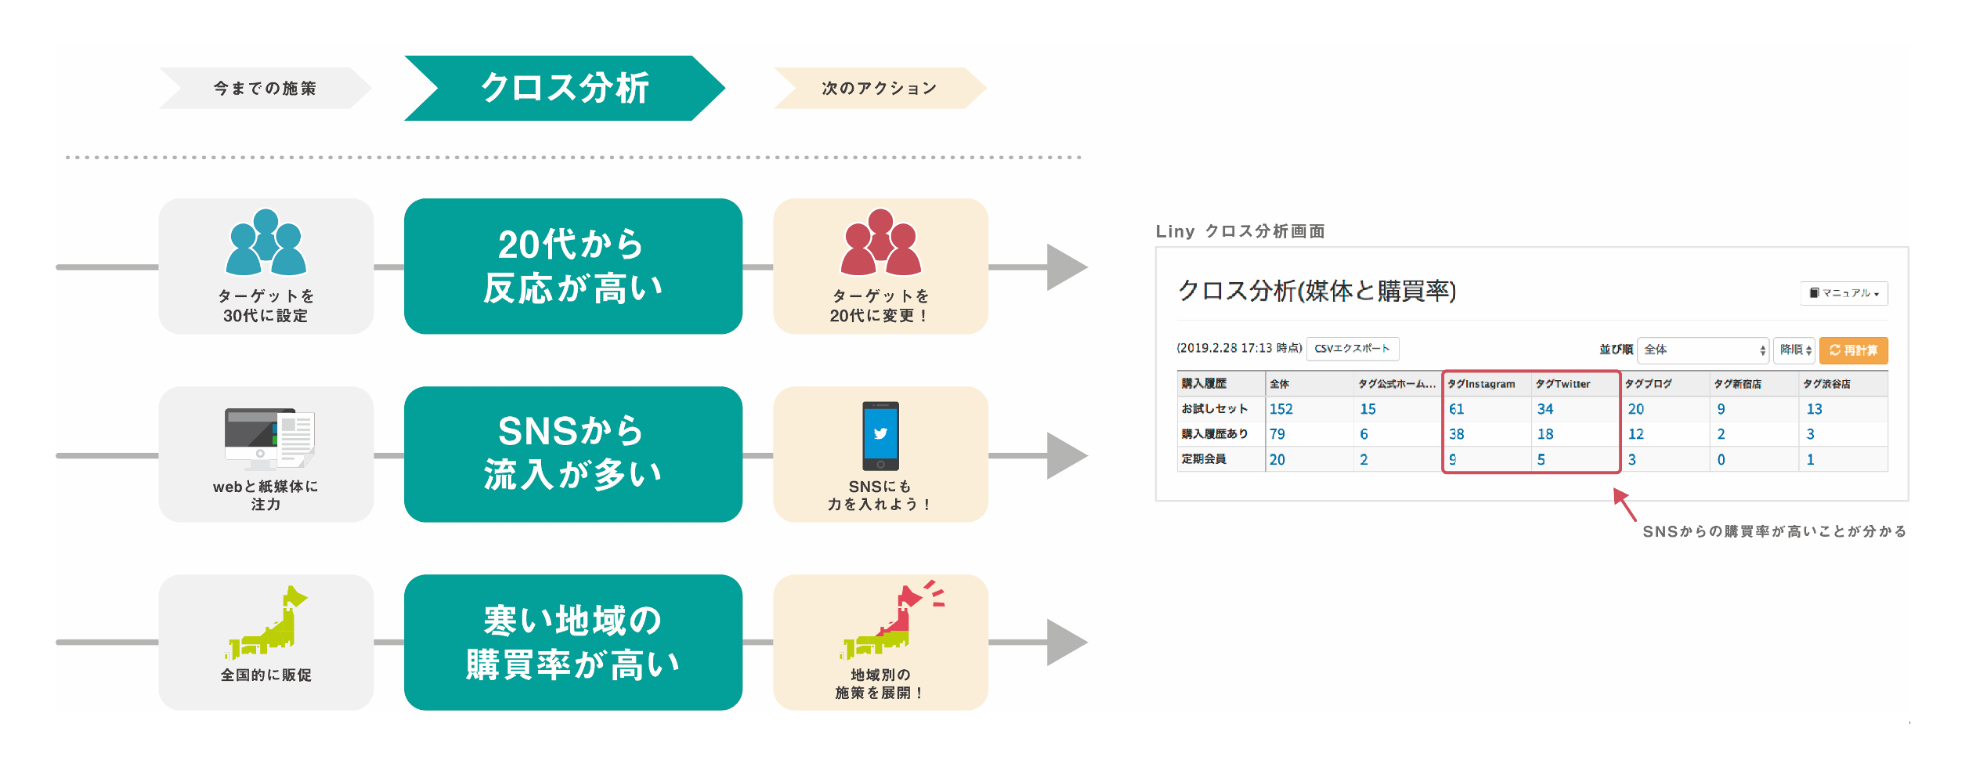 今までの施策
クロス分析
次のアクション
ターゲットを
30代に設定
20代から
反応が高い
ターゲットを
20代に変更！
webと紙媒体に
注力
SNSから
流入が多い
SNSにも
力を入れよう！
全国的に販促
寒い地域の
購買率が高い
地域別の
施策を展開！
Liny クロス分析画面
クロス分析(媒体と購買率)
マニュアル
(2019.2.28 17:13 時点) CSVエクスポート 並び順 全体 降順 再計算
購入履歴 全体 タグ公式ホーム... タグInstagram タグTwitter タグブログ タグ新宿店 タグ渋谷店
お試しセット 152 15 61 34 20 9 13
購入履歴あり 79 6 38 18 12 2 3
定期会員 20 2 9 5 3 0 1
SNSからの購買率が高いことが分かる